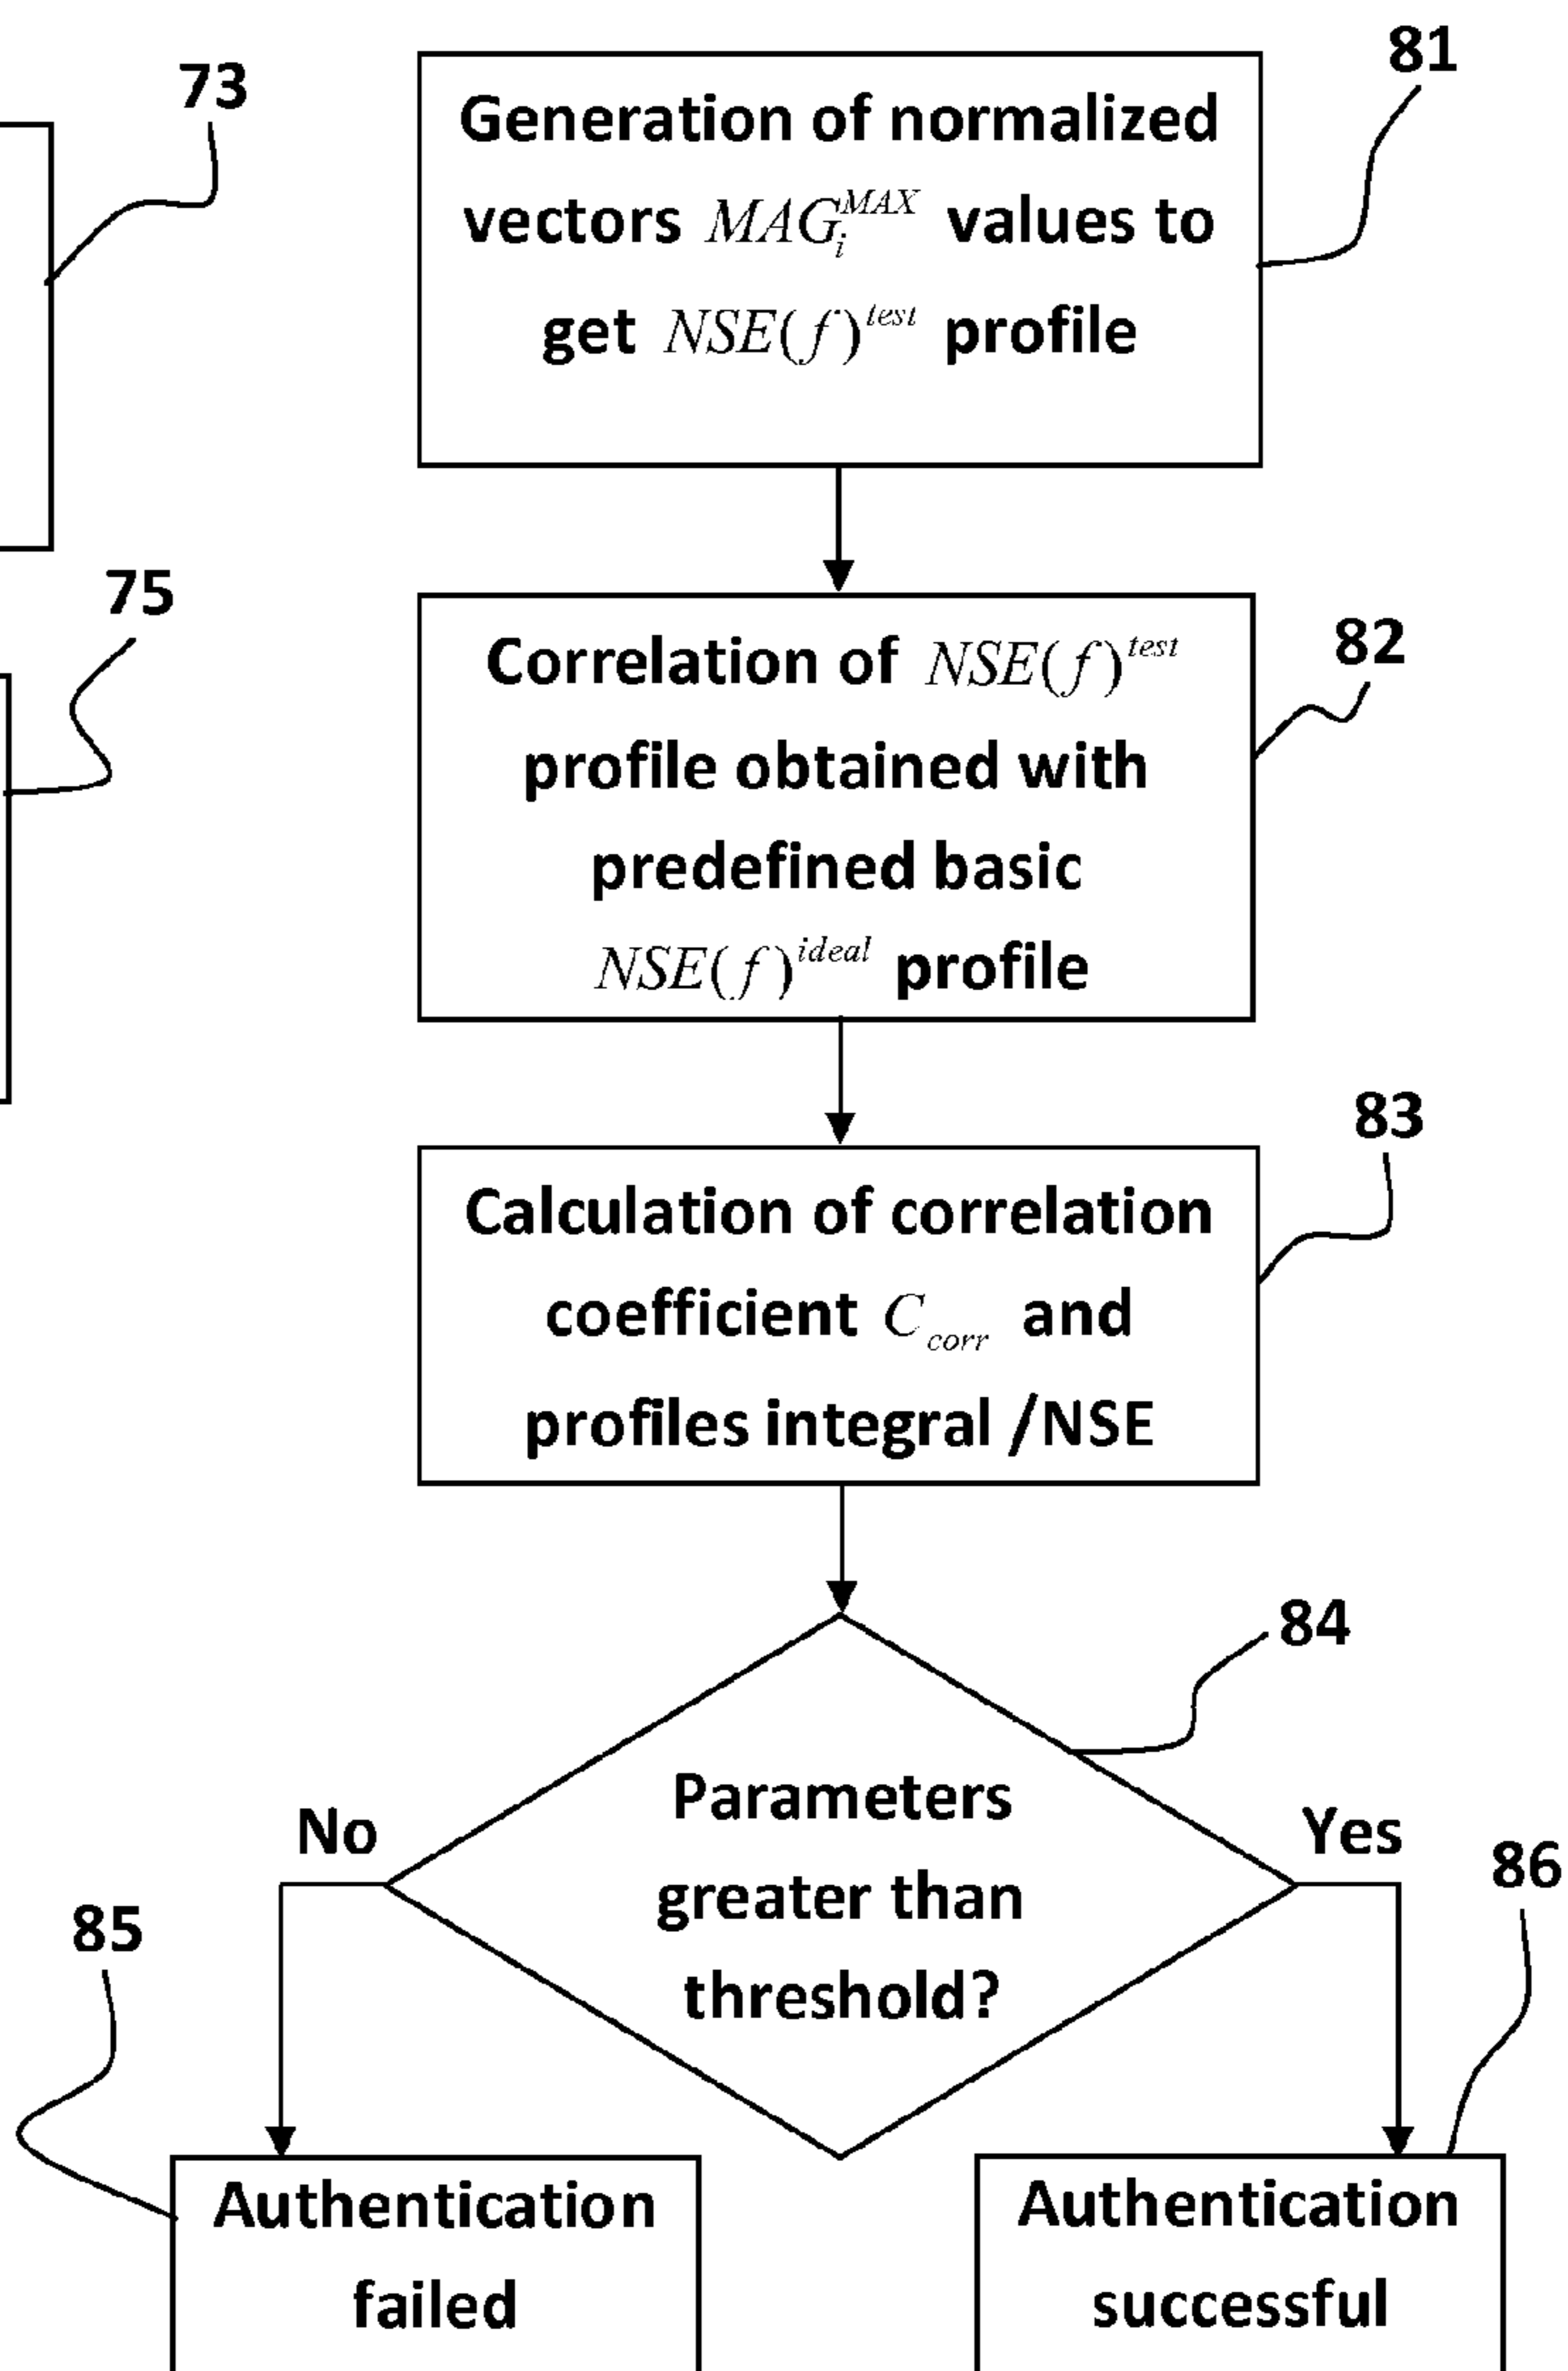 73
81
Generation of normalized
vectors MAG_i^{MAX} values to
get NSE(f)^{test} profile
75
82
Correlation of NSE(f)^{test}
profile obtained with
predefined basic
NSE(f)^{ideal} profile
83
Calculation of correlation
coefficient C_{corr} and
profiles integral /NSE
84
Parameters
greater than
threshold?
No
Yes
85
86
Authentication
failed
Authentication
successful